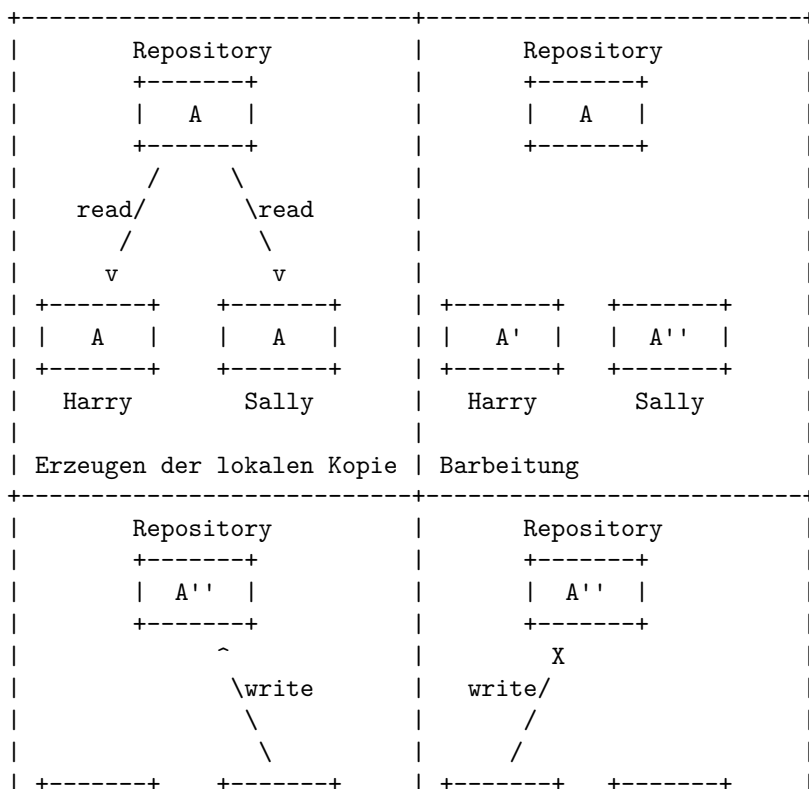 +----------------------------+---------------------------+
|        Repository          |       Repository          |
|        +-------+           |       +-------+           |
|        |   A   |           |       |   A   |           |
|        +-------+           |       +-------+           |
|         /     \            |                           |
|    read/       \read       |                           |
|       /         \          |                           |
|      v           v         |                           |
| +-------+    +-------+     | +-------+   +-------+     |
| |   A   |    |   A   |     | |   A'  |   |  A''  |     |
| +-------+    +-------+     | +-------+   +-------+     |
|   Harry        Sally       |   Harry       Sally       |
|                            |                           |
| Erzeugen der lokalen Kopie | Barbeitung                |
+----------------------------+---------------------------+
|        Repository          |       Repository          |
|        +-------+           |       +-------+           |
|        |  A''  |           |       |  A''  |           |
|        +-------+           |       +-------+           |
|              ^             |         X                 |
|               \write       |   write/                  |
|                \           |       /                   |
|                 \          |      /                    |
| +-------+    +-------+     | +-------+   +-------+     |